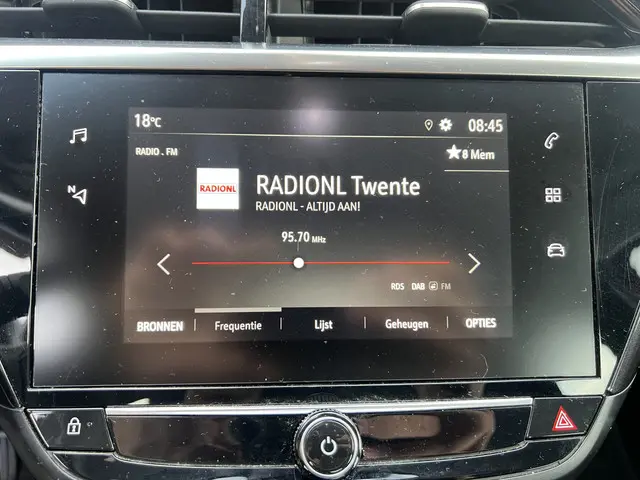 18°C
08:45
RADIO . FM
★8 Mem
RADIONL
RADIONL Twente
RADIONL - ALTIJD AAN!
95.70 MHz
RDS DAB FM
BRONNEN
Frequentie
Lijst
Geheugen
OPTIES
N